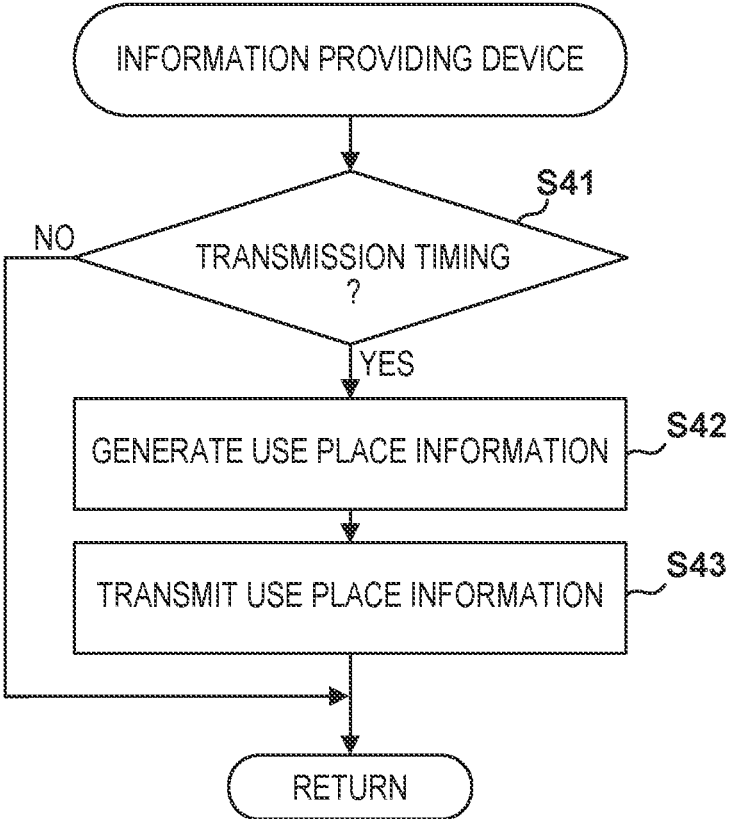 INFORMATION PROVIDING DEVICE
S41
NO
TRANSMISSION TIMING
?
YES
GENERATE USE PLACE INFORMATION
S42
TRANSMIT USE PLACE INFORMATION
S43
RETURN